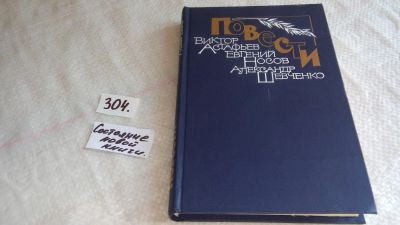 ПОВЕСТИ
ВИКТОР
АСТАФЬЕВ
ЕВГЕНИЙ
НОСОВ
АЛЕКСАНДР
ШЕВЧЕНКО
304.
Состояние
новой
книги.